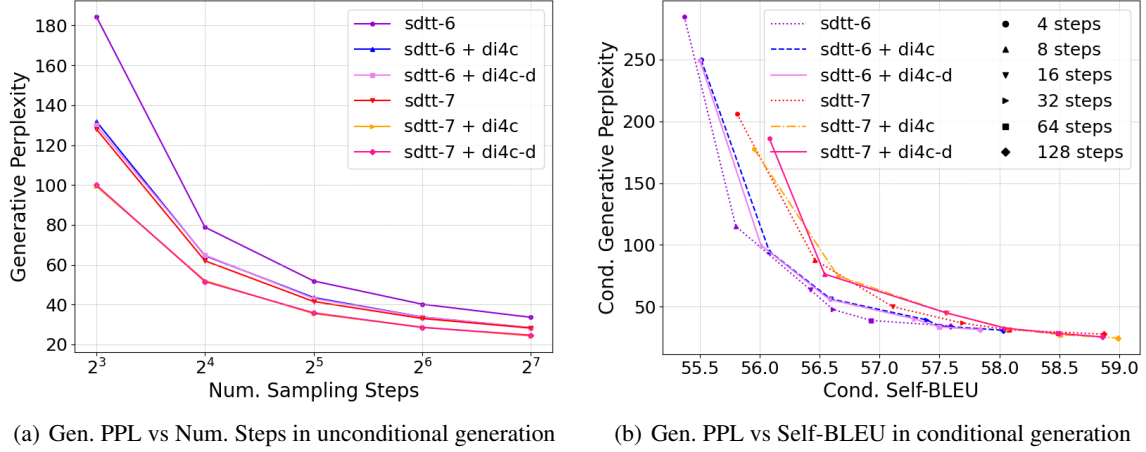 Generative Perplexity
180
160
140
120
100
80
60
40
20
2^3
2^4
2^5
2^6
2^7
Num. Sampling Steps
sdtt-6
sdtt-6 + di4c
sdtt-6 + di4c-d
sdtt-7
sdtt-7 + di4c
sdtt-7 + di4c-d
(a) Gen. PPL vs Num. Steps in unconditional generation
Cond. Generative Perplexity
250
200
150
100
50
55.5
56.0
56.5
57.0
57.5
58.0
58.5
59.0
Cond. Self-BLEU
sdtt-6
sdtt-6 + di4c
sdtt-6 + di4c-d
sdtt-7
sdtt-7 + di4c
sdtt-7 + di4c-d
4 steps
8 steps
16 steps
32 steps
64 steps
128 steps
(b) Gen. PPL vs Self-BLEU in conditional generation